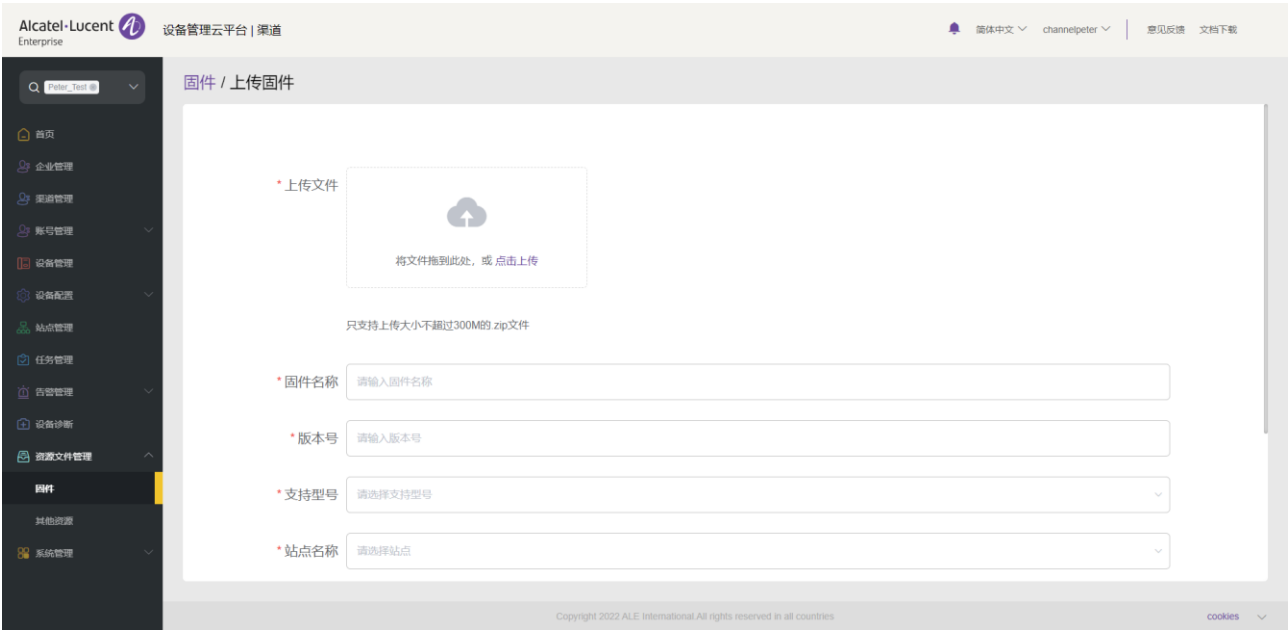 Alcatel·Lucent
Enterprise
设备管理云平台 | 渠道
简体中文
channelpeter
意见反馈
文档下载
Peter_Test
首页
企业管理
渠道管理
账号管理
设备管理
设备配置
站点管理
任务管理
告警管理
设备诊断
资源文件管理
固件
其他资源
系统管理
固件 / 上传固件
* 上传文件
将文件拖到此处，或 点击上传
只支持上传大小不超过300M的 zip文件
* 固件名称
请输入固件名称
* 版本号
请输入版本号
* 支持型号
请选择支持型号
* 站点名称
请选择站点
Copyright 2022 ALE International.All rights reserved in all countries
cookies